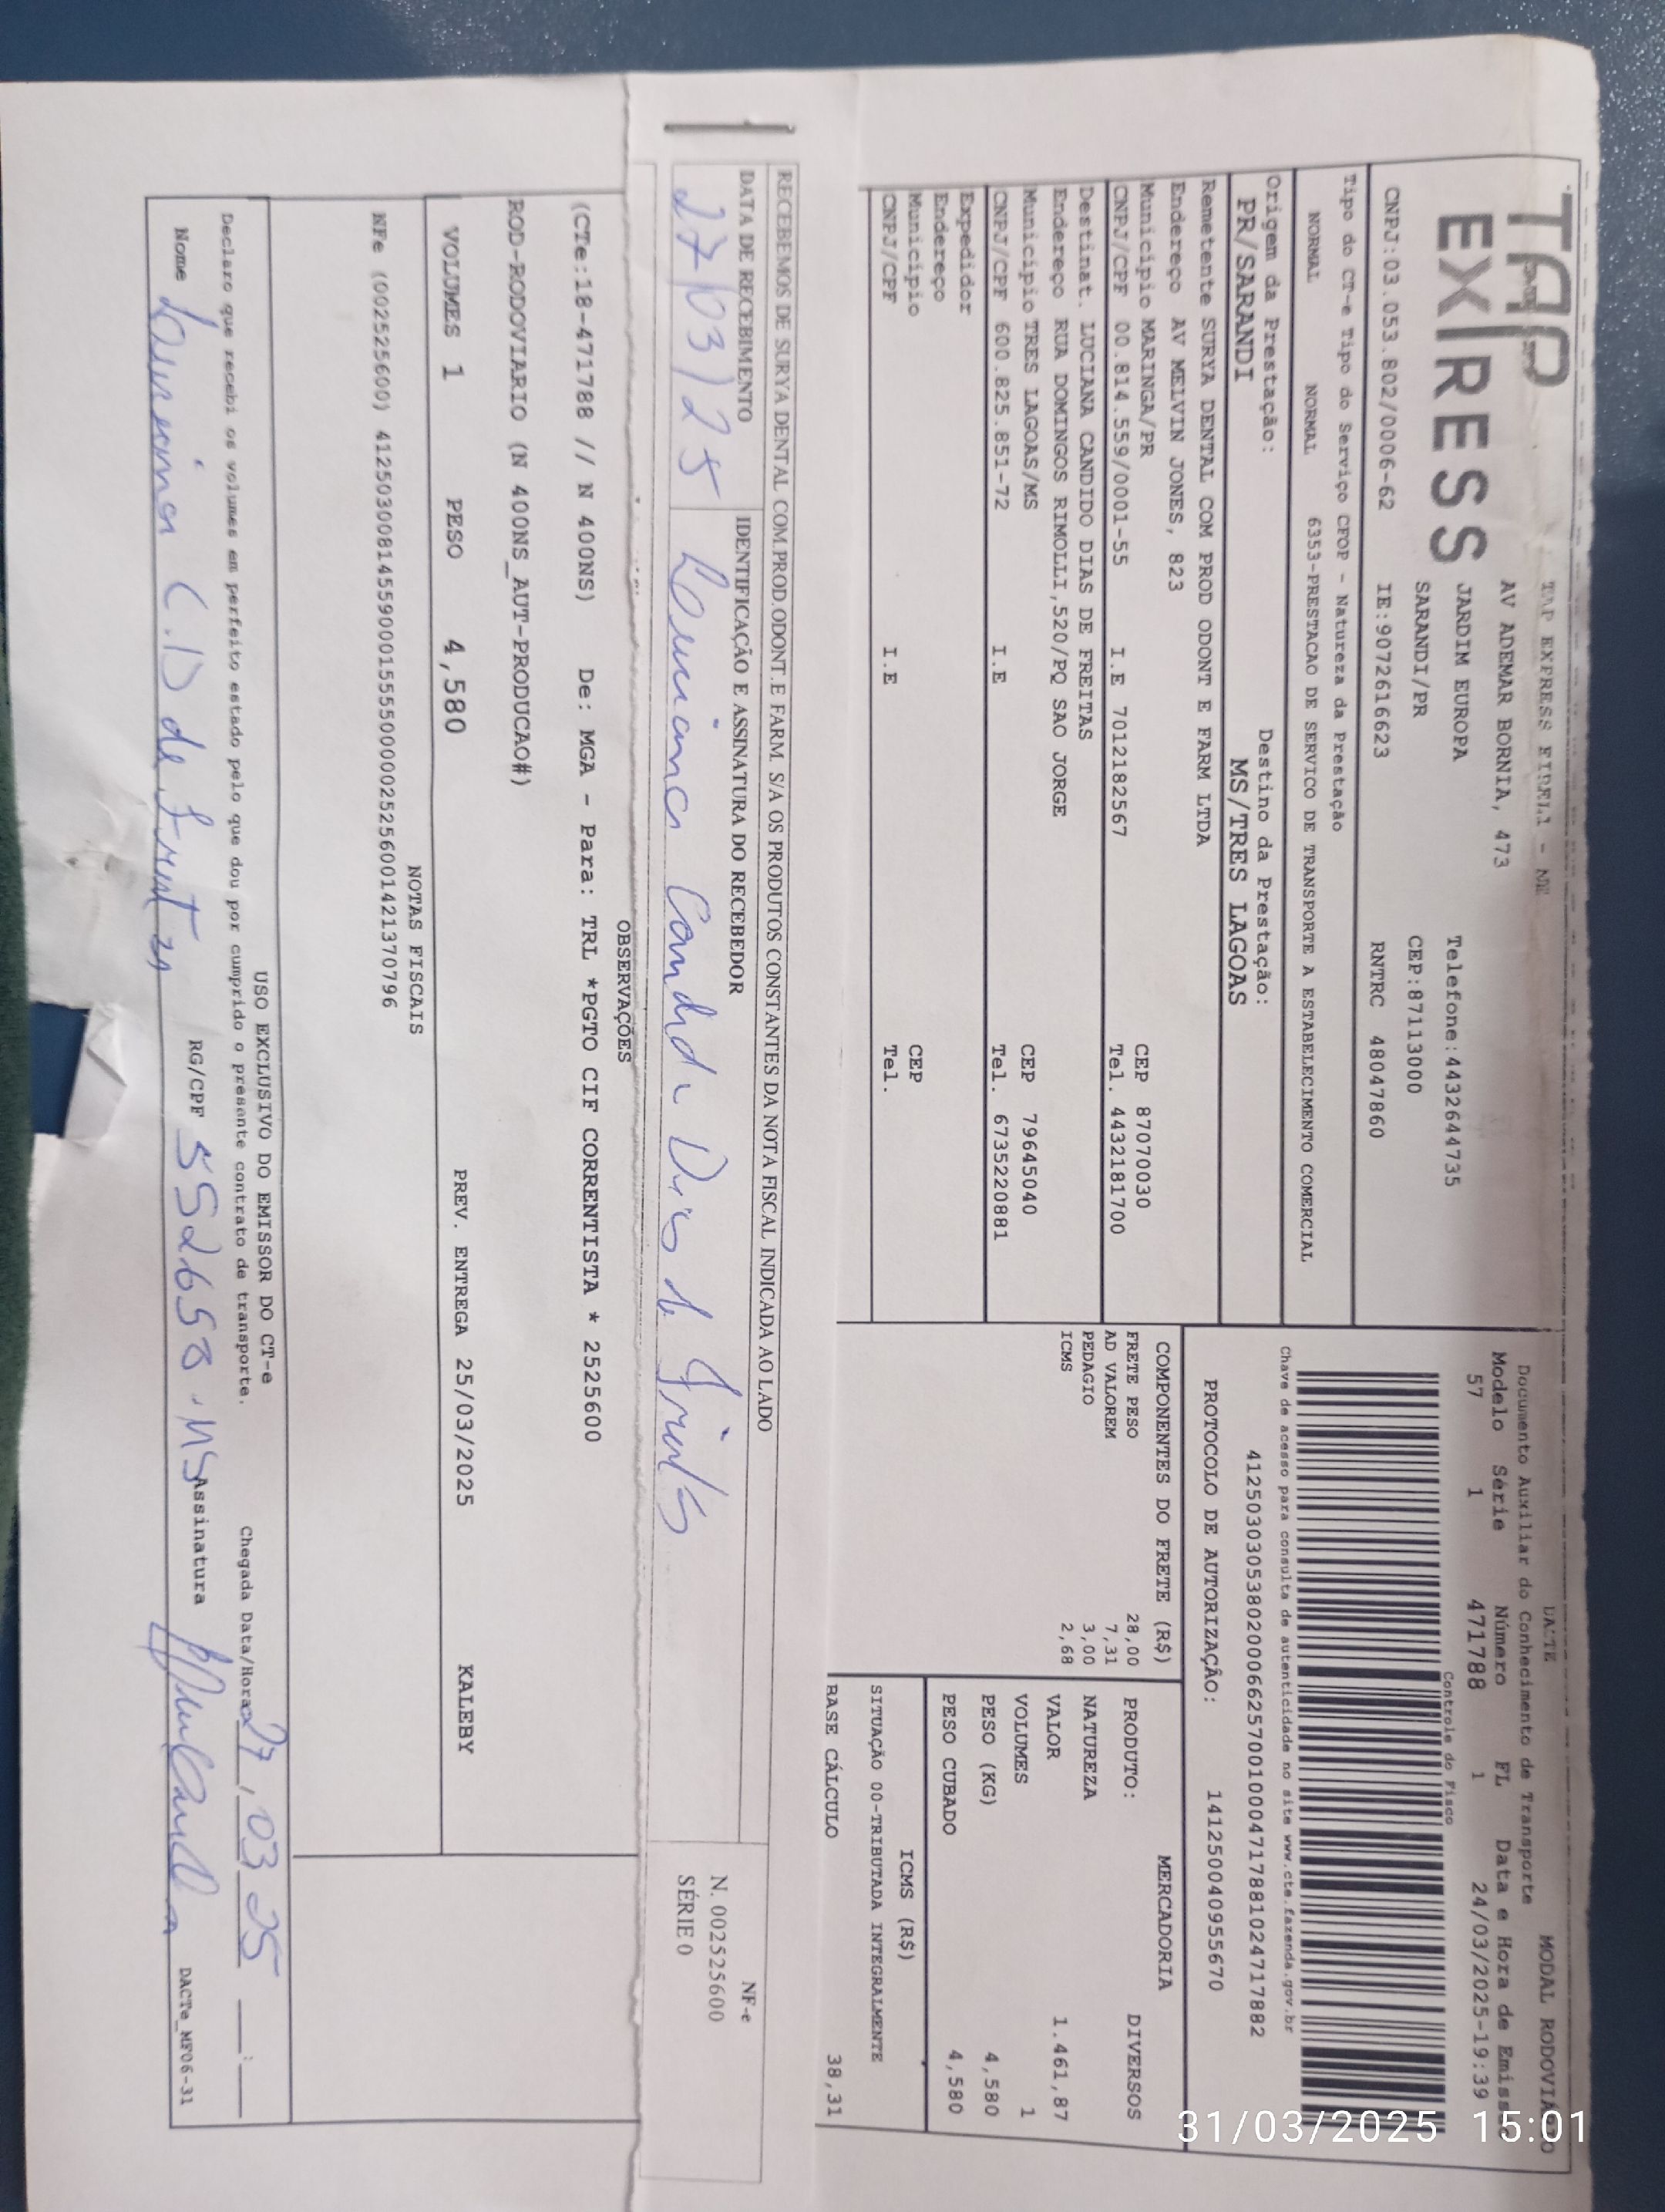 TAP
EXPRESS
TAP EXPRESS EIRELI - ME
AV ADEMAR BORNIA, 473
JARDIM EUROPA Telefone:4432644735
SARANDI/PR CEP:87113000
CNPJ:03.053.802/0006-62 IE:9072616623 RNTRC 48047860
Tipo do CT-e Tipo do Serviço CFOP - Natureza da Prestação
NORMAL NORMAL 6353-PRESTACAO DE SERVICO DE TRANSPORTE A ESTABELECIMENTO COMERCIAL
Origem da Prestação: Destino da Prestação:
PR/SARANDI MS/TRES LAGOAS
Remetente SURYA DENTAL COM PROD ODONT E FARM LTDA
Endereço AV MELVIN JONES, 823
Municipio MARINGA/PR CEP 87070030
CNPJ/CPF 00.814.559/0001-55 I.E 7012182567 Tel. 4432181700
Destinat. LUCIANA CANDIDO DIAS DE FREITAS
Endereço RUA DOMINGOS RIMOLLI,520/PQ SAO JORGE
Municipio TRES LAGOAS/MS CEP 79645040
CNPJ/CPF 600.825.851-72 I.E Tel. 6735220881
Expedidor
Endereço
Municipio CEP
CNPJ/CPF I.E Tel.
DACTE MODAL RODOVIÁRIO
Documento Auxiliar do Conhecimento de Transporte
Modelo Série Número FL Data e Hora de Emissão
57 1 471788 1 24/03/2025-19:39
Controle do Fisco
Chave de acesso para consulta de autenticidade no site www.cte.fazenda.gov.br
41250303053802000662570010004717881024717882
PROTOCOLO DE AUTORIZAÇÃO: 141250040955670
COMPONENTES DO FRETE (R$)
FRETE PESO 28,00
AD VALOREM 7,31
PEDAGIO 3,00
ICMS 2,68
MERCADORIA
PRODUTO: DIVERSOS
NATUREZA
VALOR 1.461,87
VOLUMES 1
PESO (KG) 4,580
PESO CUBADO 4,580
ICMS (R$)
SITUAÇÃO 00-TRIBUTADA INTEGRALMENTE
BASE CÁLCULO 38,31
RECEBEMOS DE SURYA DENTAL COM.PROD.ODONT.E FARM. S/A OS PRODUTOS CONSTANTES DA NOTA FISCAL INDICADA AO LADO
DATA DE RECEBIMENTO IDENTIFICAÇÃO E ASSINATURA DO RECEBEDOR
27/03/25 Luciana Candido Dias de Freitas
NF-e
N. 002525600
SÉRIE 0
OBSERVAÇÕES
(CTe:18-471788 // N 400NS) De: MGA - Para: TRL *PGTO CIF CORRENTISTA * 2525600
ROD-RODOVIARIO (N 400NS_AUT-PRODUCAO#)
VOLUMES 1 PESO 4,580 PREV. ENTREGA 25/03/2025 KALEBY
NOTAS FISCAIS
NFe (002525600) 41250300814559000155550000025256001421370796
USO EXCLUSIVO DO EMISSOR DO CT-e
Declaro que recebi os volumes em perfeito estado pelo que dou por cumprido o presente contrato de transporte. Chegada Data/Hora 27,03 25 __:__
Nome Luciana C.D de Freitas RG/CPF 552658.MS Assinatura DACTe_MF06-31
31/03/2025 15:01